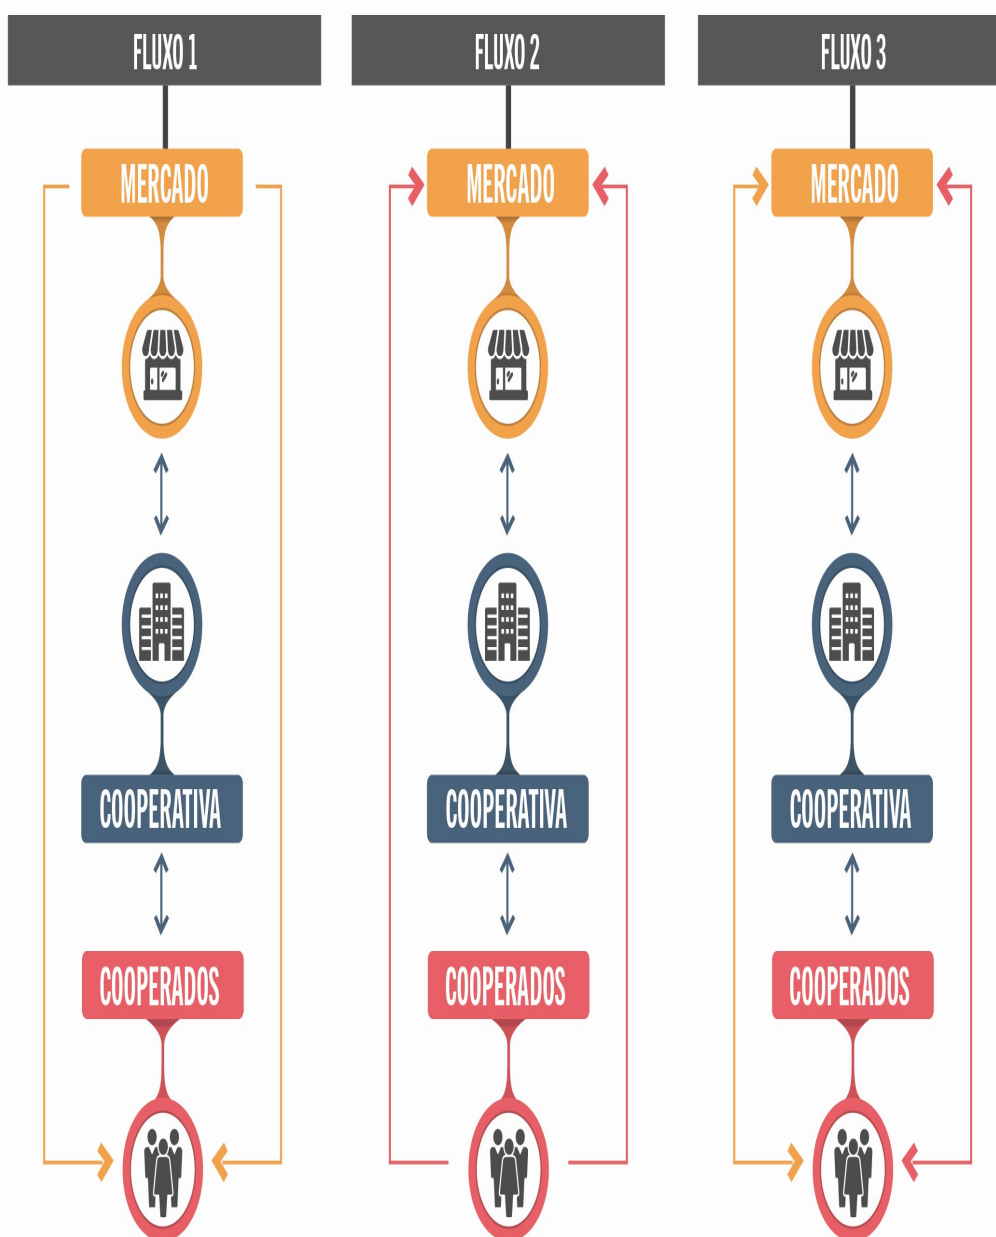 FLUXO 1
MERCADO
COOPERATIVA
COOPERADOS
FLUXO 2
MERCADO
COOPERATIVA
COOPERADOS
FLUXO 3
MERCADO
COOPERATIVA
COOPERADOS